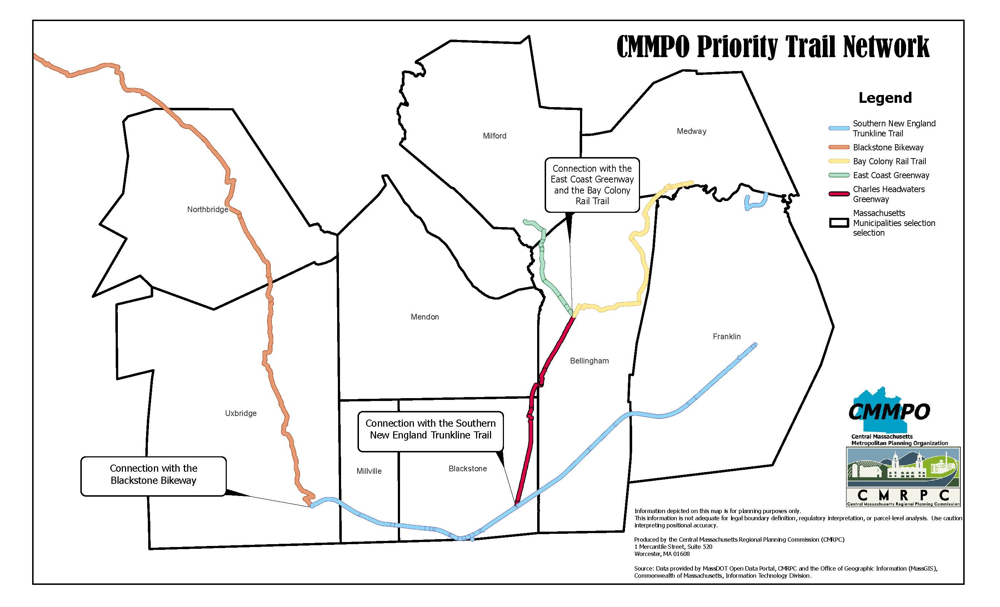 CMMPO Priority Trail Network
Legend
Southern New England
Trunkline Trail
Blackstone Bikeway
Bay Colony Rail Trail
East Coast Greenway
Charles Headwaters
Greenway
Massachusetts
Municipalities selection
selection
Milford
Medway
Connection with the
East Coast Greenway
and the Bay Colony
Rail Trail
Northbridge
Mendon
Franklin
Bellingham
Uxbridge
Connection with the Southern
New England Trunkline Trail
Millville
Blackstone
Connection with the
Blackstone Bikeway
CMMPO
Central Massachusetts
Metropolitan Planning Organization
C M R P C
Central Massachusetts Regional Planning Commission
Information depicted on this map is for planning purposes only.
This information is not adequate for legal boundary definition, regulatory interpretation, or parcel-level analysis. Use caution
interpreting positional accuracy.
Produced by the Central Massachusetts Regional Planning Commission (CMRPC)
1 Mercantile Street, Suite 520
Worcester, MA 01608
Source: Data provided by MassDOT Open Data Portal, CMRPC and the Office of Geographic Information (MassGIS),
Commonwealth of Massachusetts, Information Technology Division.